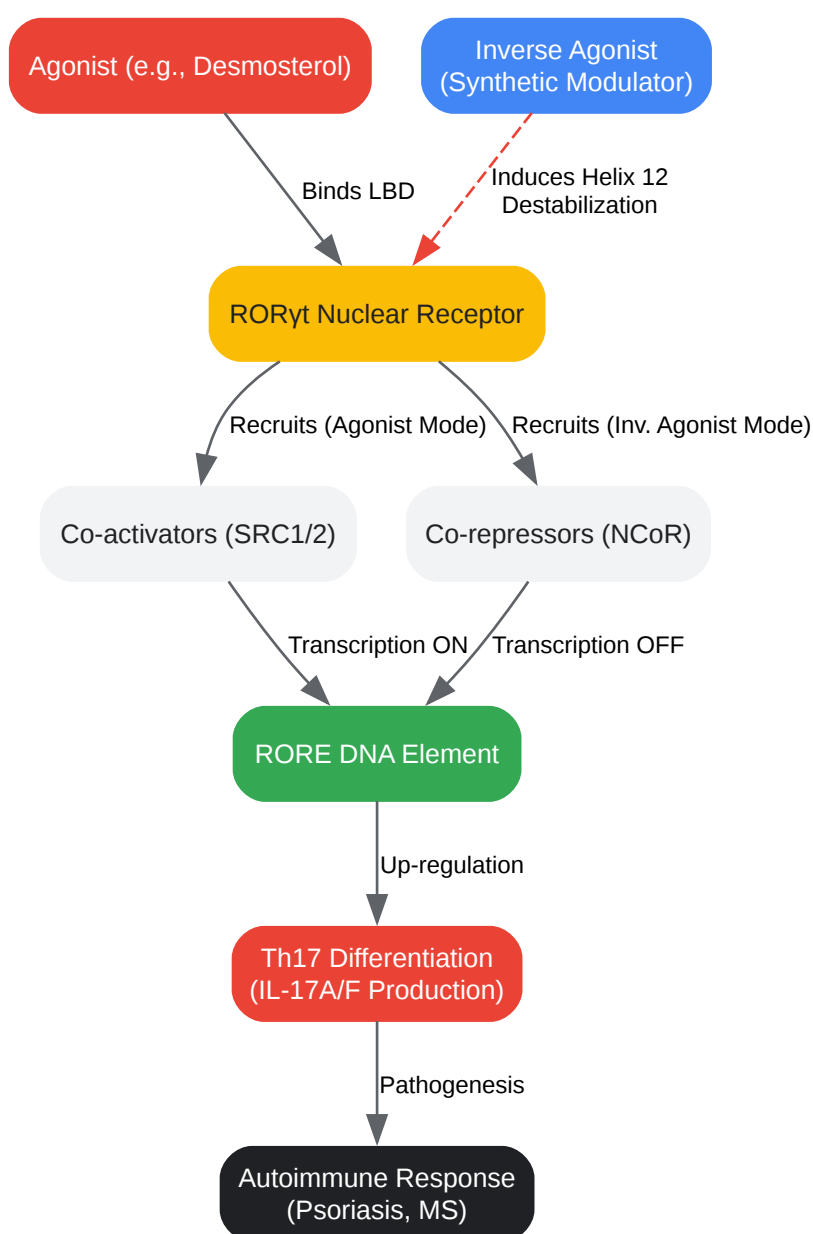 Agonist (e.g., Desmosterol)
Inverse Agonist
(Synthetic Modulator)
Binds LBD
Induces Helix 12
Destabilization
RORγt Nuclear Receptor
Recruits (Agonist Mode)
Recruits (Inv. Agonist Mode)
Co-activators (SRC1/2)
Co-repressors (NCoR)
Transcription ON
Transcription OFF
RORE DNA Element
Up-regulation
Th17 Differentiation
(IL-17A/F Production)
Pathogenesis
Autoimmune Response
(Psoriasis, MS)